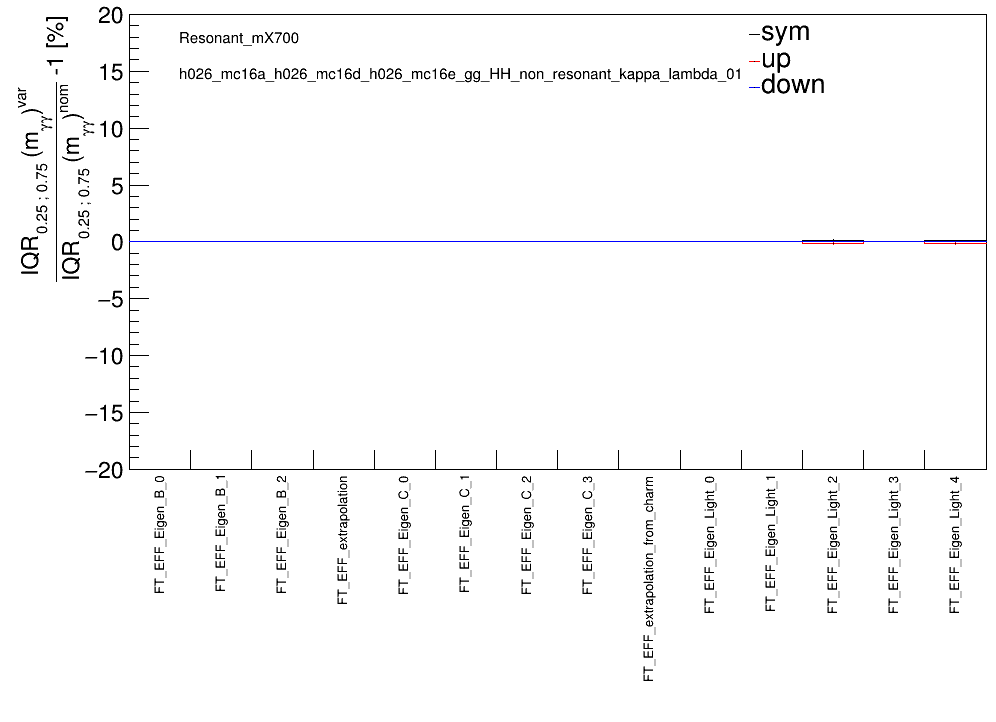 IQR0.25 ; 0.75 (mγγ)var
IQR0.25 ; 0.75 (mγγ)nom -1 [%]
20
15
10
5
0
−5
−10
−15
−20
Resonant_mX700
h026_mc16a_h026_mc16d_h026_mc16e_gg_HH_non_resonant_kappa_lambda_01
sym
up
down
FT_EFF_Eigen_B_0
FT_EFF_Eigen_B_1
FT_EFF_Eigen_B_2
FT_EFF_extrapolation
FT_EFF_Eigen_C_0
FT_EFF_Eigen_C_1
FT_EFF_Eigen_C_2
FT_EFF_Eigen_C_3
FT_EFF_extrapolation_from_charm
FT_EFF_Eigen_Light_0
FT_EFF_Eigen_Light_1
FT_EFF_Eigen_Light_2
FT_EFF_Eigen_Light_3
FT_EFF_Eigen_Light_4